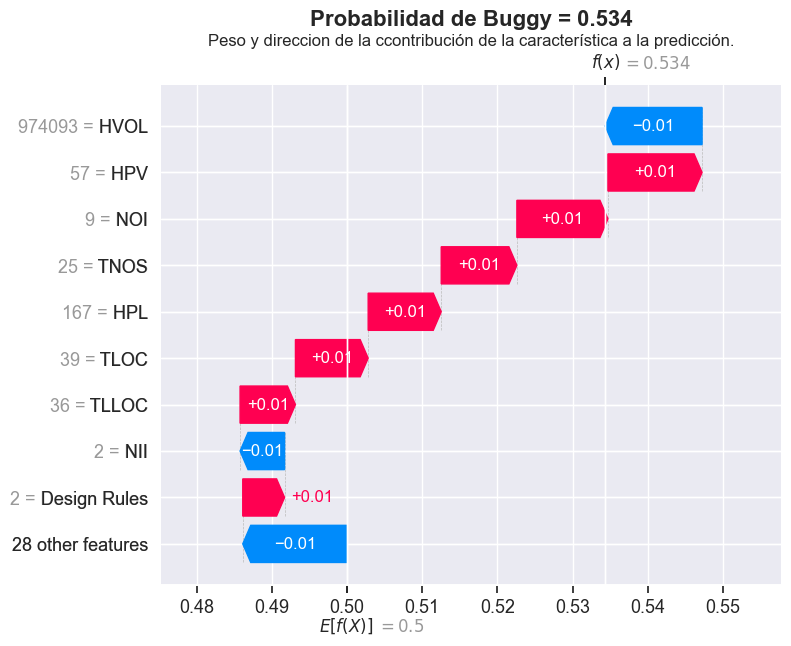 Probabilidad de Buggy = 0.534
Peso y direccion de la ccontribución de la característica a la predicción.
f(x) = 0.534
974093 = HVOL
−0.01
57 = HPV
+0.01
9 = NOI
+0.01
25 = TNOS
+0.01
167 = HPL
+0.01
39 = TLOC
+0.01
36 = TLLOC
+0.01
2 = NII
−0.01
2 = Design Rules
+0.01
28 other features
−0.01
0.48 0.49 0.50 0.51 0.52 0.53 0.54 0.55
E[f(X)] = 0.5